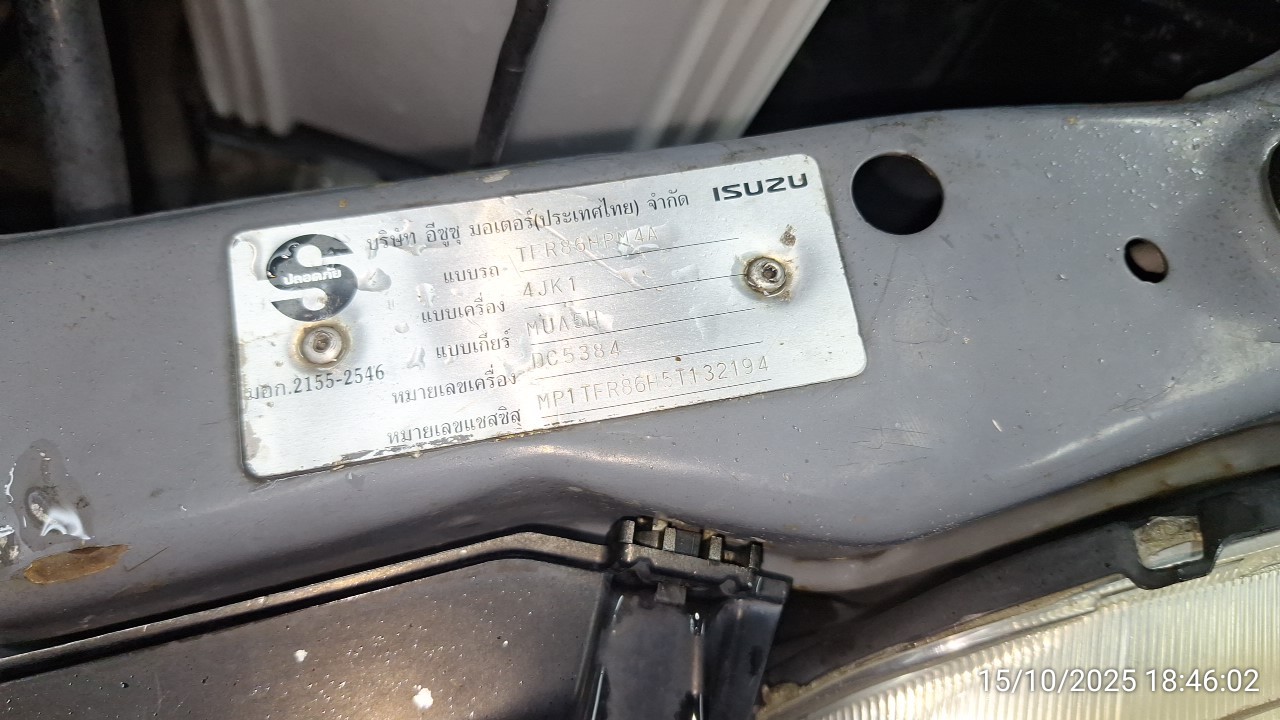 บริษัท อีซูซุ มอเตอร์(ประเทศไทย) จำกัด ISUZU
S
ปลอดภัย
แบบรถ TFR86HPM4A
แบบเครื่อง 4JK1
แบบเกียร์ MUA5H
มอก.2155-2546
หมายเลขเครื่อง DC5384
หมายเลขแชสซิสุ MP1TFR86H5T132194
15/10/2025 18:46:02